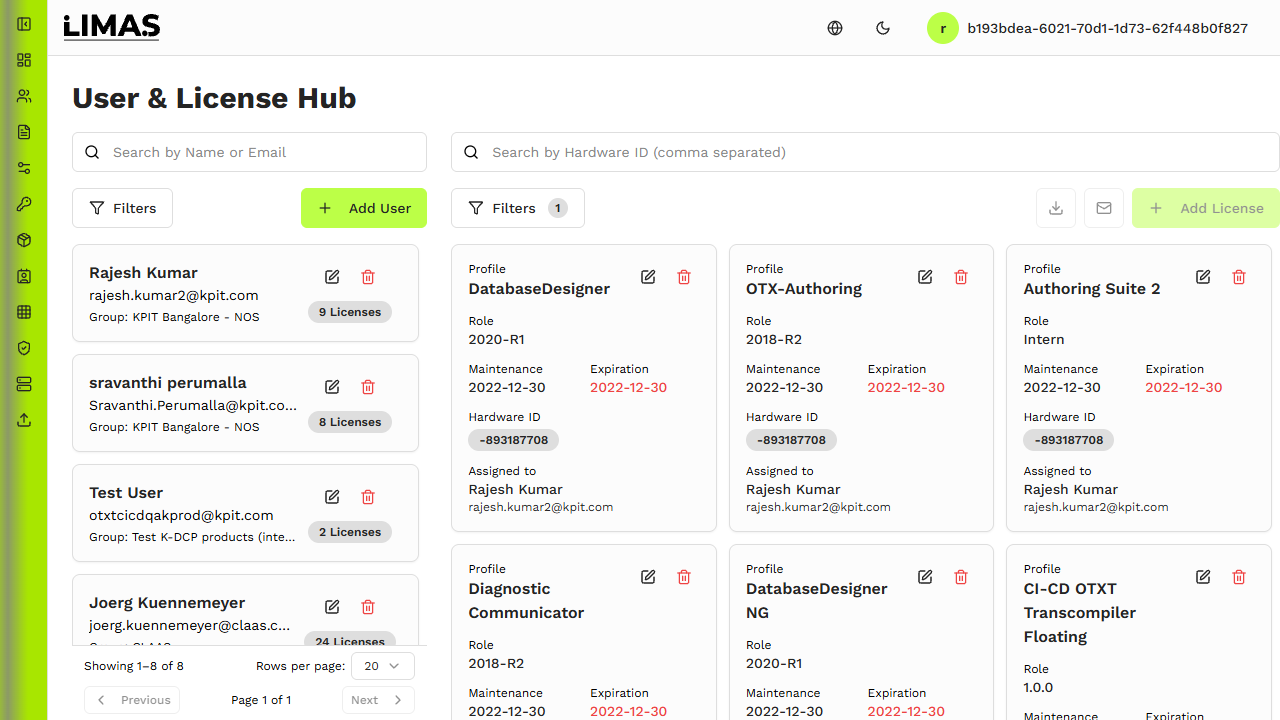 LIMAS
r
b193bdea-6021-70d1-1d73-62f448b0f827
User & License Hub
Search by Name or Email
Search by Hardware ID (comma separated)
Filters
Add User
Filters
1
Add License
Rajesh Kumar
rajesh.kumar2@kpit.com
Group: KPIT Bangalore - NOS
9 Licenses
sravanthi perumalla
Sravanthi.Perumalla@kpit.co...
Group: KPIT Bangalore - NOS
8 Licenses
Test User
otxtcicdqakprod@kpit.com
Group: Test K-DCP products (inte...
2 Licenses
Joerg Kuennemeyer
joerg.kuennemeyer@claas.c...
24 Licenses
Showing 1–8 of 8
Rows per page:
20
Previous
Page 1 of 1
Next
Profile
DatabaseDesigner
Role
2020-R1
Maintenance
2022-12-30
Expiration
2022-12-30
Hardware ID
-893187708
Assigned to
Rajesh Kumar
rajesh.kumar2@kpit.com
Profile
OTX-Authoring
Role
2018-R2
Maintenance
2022-12-30
Expiration
2022-12-30
Hardware ID
-893187708
Assigned to
Rajesh Kumar
rajesh.kumar2@kpit.com
Profile
Authoring Suite 2
Role
Intern
Maintenance
2022-12-30
Expiration
2022-12-30
Hardware ID
-893187708
Assigned to
Rajesh Kumar
rajesh.kumar2@kpit.com
Profile
Diagnostic
Communicator
Role
2018-R2
Maintenance
2022-12-30
Expiration
2022-12-30
Profile
DatabaseDesigner
NG
Role
2020-R1
Maintenance
2022-12-30
Expiration
2022-12-30
Profile
CI-CD OTXT
Transcompiler
Floating
Role
1.0.0
Maintenance
Expiration